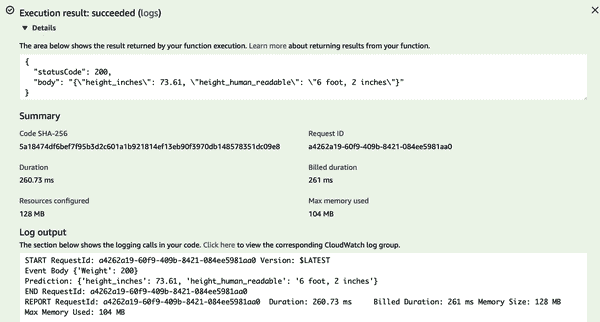 Execution result: succeeded (logs)
Details
The area below shows the result returned by your function execution. Learn more about returning results from your function.
{
  "statusCode": 200,
  "body": "{\"height_inches\": 73.61, \"height_human_readable\": \"6 foot, 2 inches\"}"
}
Summary
Code SHA-256
Request ID
5a18474df6bef7f95b3d2c601a1b921814ef13eb90f3970db148578351dc09e8
a4262a19-60f9-409b-8421-084ee5981aa0
Duration
Billed duration
260.73 ms
261 ms
Resources configured
Max memory used
128 MB
104 MB
Log output
The section below shows the logging calls in your code. Click here to view the corresponding CloudWatch log group.
START RequestId: a4262a19-60f9-409b-8421-084ee5981aa0 Version: $LATEST
Event Body {'Weight': 200}
Prediction: {'height_inches': 73.61, 'height_human_readable': '6 foot, 2 inches'}
END RequestId: a4262a19-60f9-409b-8421-084ee5981aa0
REPORT RequestId: a4262a19-60f9-409b-8421-084ee5981aa0  Duration: 260.73 ms  Billed Duration: 261 ms Memory Size: 128 MB
Max Memory Used: 104 MB